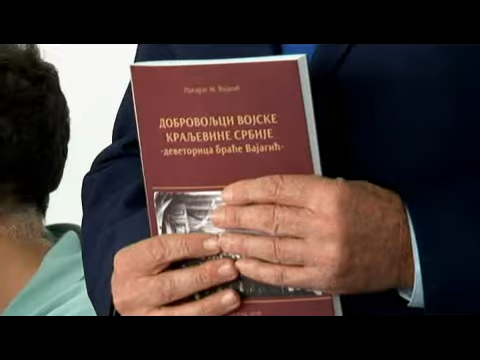 ДОБРОВОЉЦИ ВОЈСКЕ
КРАЉЕВИНЕ СРБИЈЕ
-деветорица браће Вајагић-